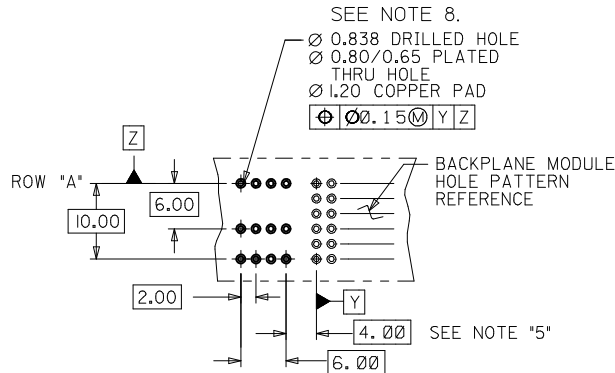 SEE NOTE 8.
Ø 0.838 DRILLED HOLE
Ø 0.80/0.65 PLATED
THRU HOLE
Ø 1.20 COPPER PAD
⌖ Ø0.15Ⓜ Y Z
Z
ROW "A"
BACKPLANE MODULE
HOLE PATTERN
REFERENCE
10.00
6.00
2.00
Y
4.00 SEE NOTE "5"
6.00